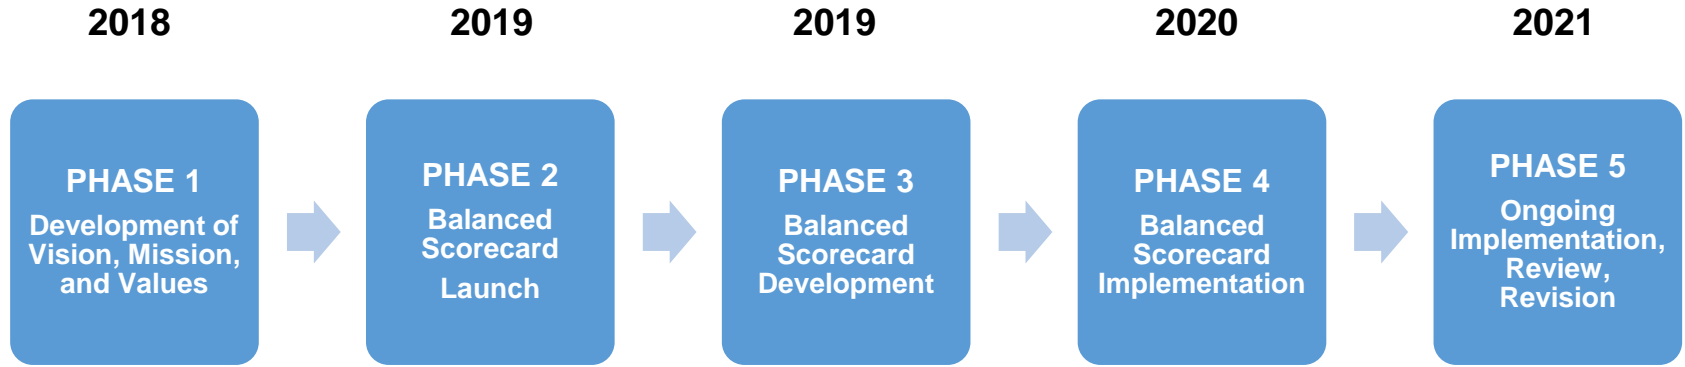 2018
2019
2019
2020
2021
PHASE 1
Development of
Vision, Mission,
and Values
PHASE 2
Balanced
Scorecard
Launch
PHASE 3
Balanced
Scorecard
Development
PHASE 4
Balanced
Scorecard
Implementation
PHASE 5
Ongoing
Implementation,
Review,
Revision